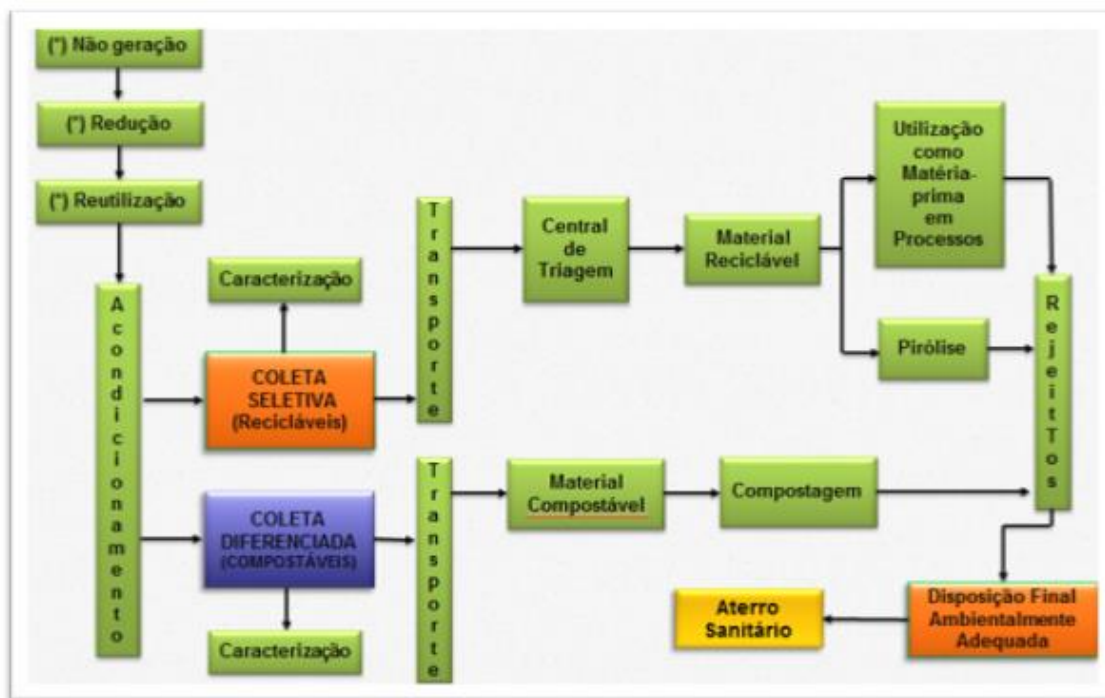 (*) Não geração
(*) Redução
(*) Reutilização
Acondicionamento
Caracterização
COLETA
SELETIVA
(Recicláveis)
Transporte
Central
de
Triagem
Material
Reciclável
Utilização
como
Matéria-
prima
em
Processos
Pirólise
RejeitTos
COLETA
DIFERENCIADA
(COMPOSTÁVEIS)
Caracterização
Transporte
Material
Compostável
Compostagem
Disposição Final
Ambientalmente
Adequada
Aterro
Sanitário